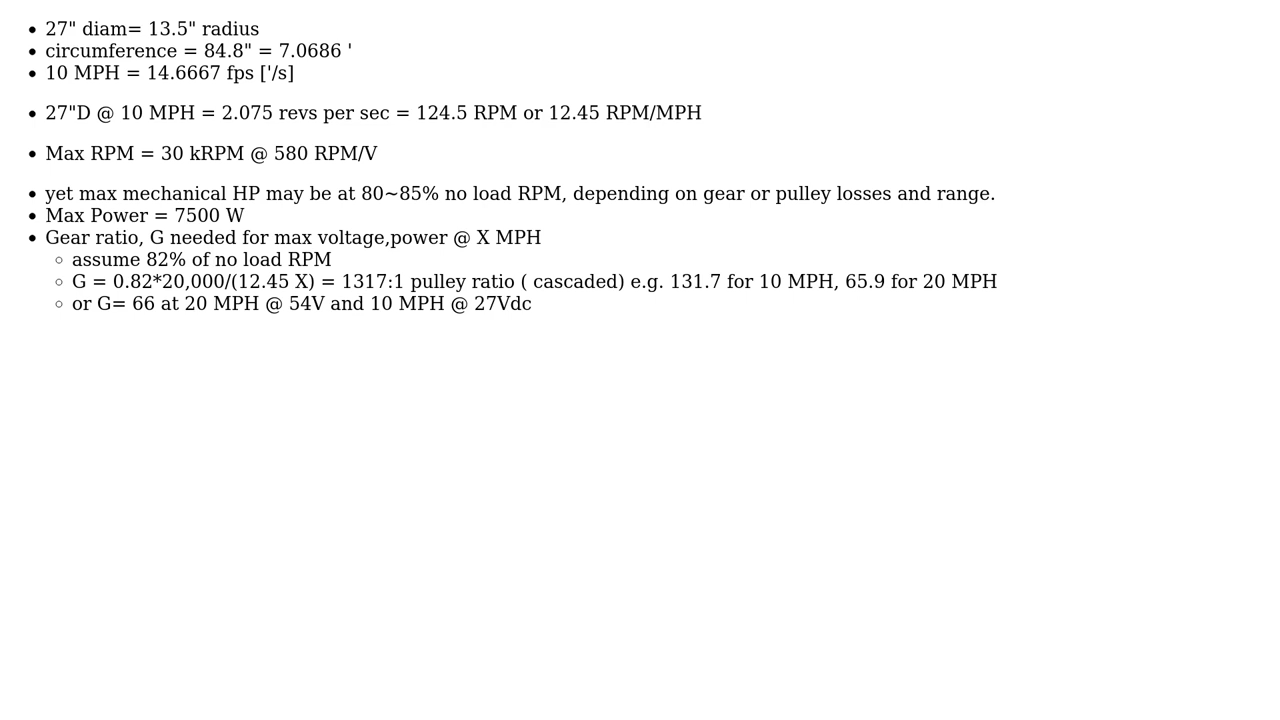 27" diam= 13.5" radius
circumference = 84.8" = 7.0686 '
10 MPH = 14.6667 fps ['/s]
27"D @ 10 MPH = 2.075 revs per sec = 124.5 RPM or 12.45 RPM/MPH
Max RPM = 30 kRPM @ 580 RPM/V
yet max mechanical HP may be at 80~85% no load RPM, depending on gear or pulley losses and range.
Max Power = 7500 W
Gear ratio, G needed for max voltage,power @ X MPH
assume 82% of no load RPM
G = 0.82*20,000/(12.45 X) = 1317:1 pulley ratio ( cascaded) e.g. 131.7 for 10 MPH, 65.9 for 20 MPH
or G= 66 at 20 MPH @ 54V and 10 MPH @ 27Vdc